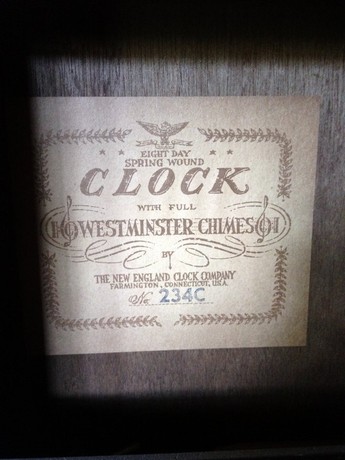 EIGHT DAY
SPRING WOUND
CLOCK
WITH FULL
WESTMINSTER CHIMES
BY
THE NEW ENGLAND CLOCK COMPANY
FARMINGTON, CONNECTICUT, U.S.A.
No 234C